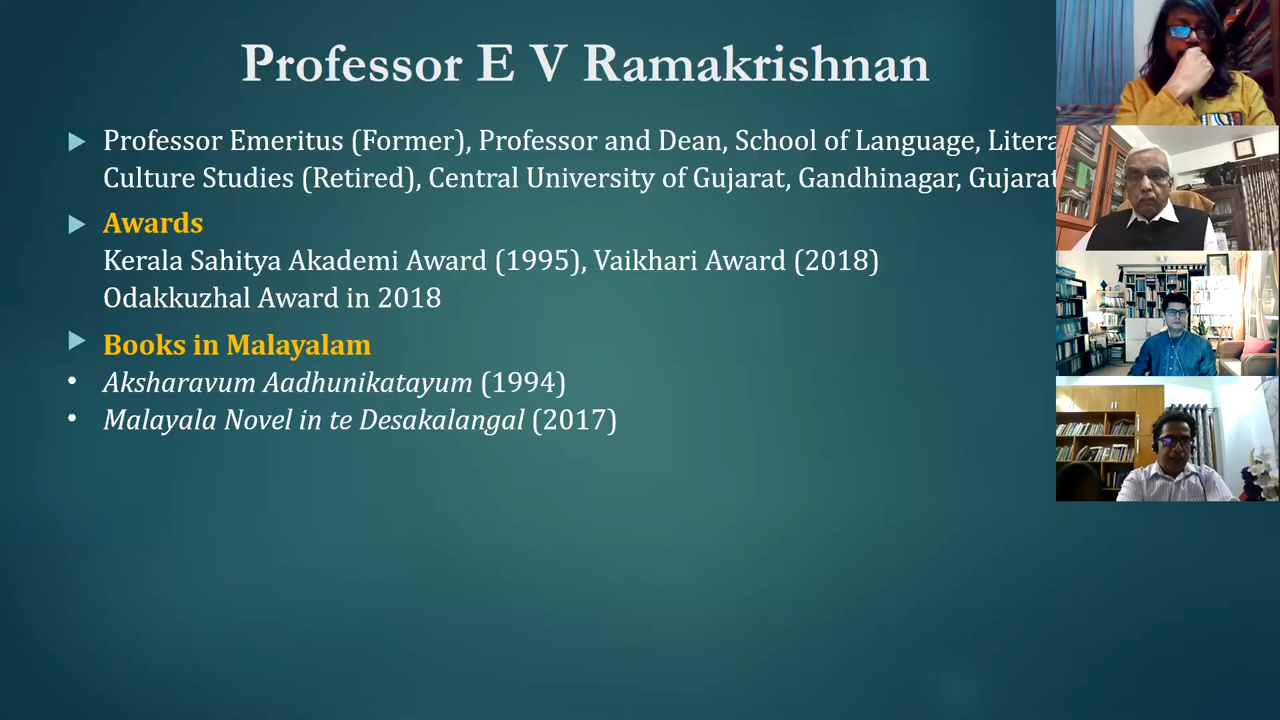 Professor E V Ramakrishnan
Professor Emeritus (Former), Professor and Dean, School of Language,
Culture Studies (Retired), Central University of Gujarat, Gandhinagar, Gujarat
Awards
Kerala Sahitya Akademi Award (1995), Vaikhari Award (2018)
Odakkuzhal Award in 2018
Books in Malayalam
Aksharavum Aadhunikatayum (1994)
Malayala Novel in te Desakalangal (2017)